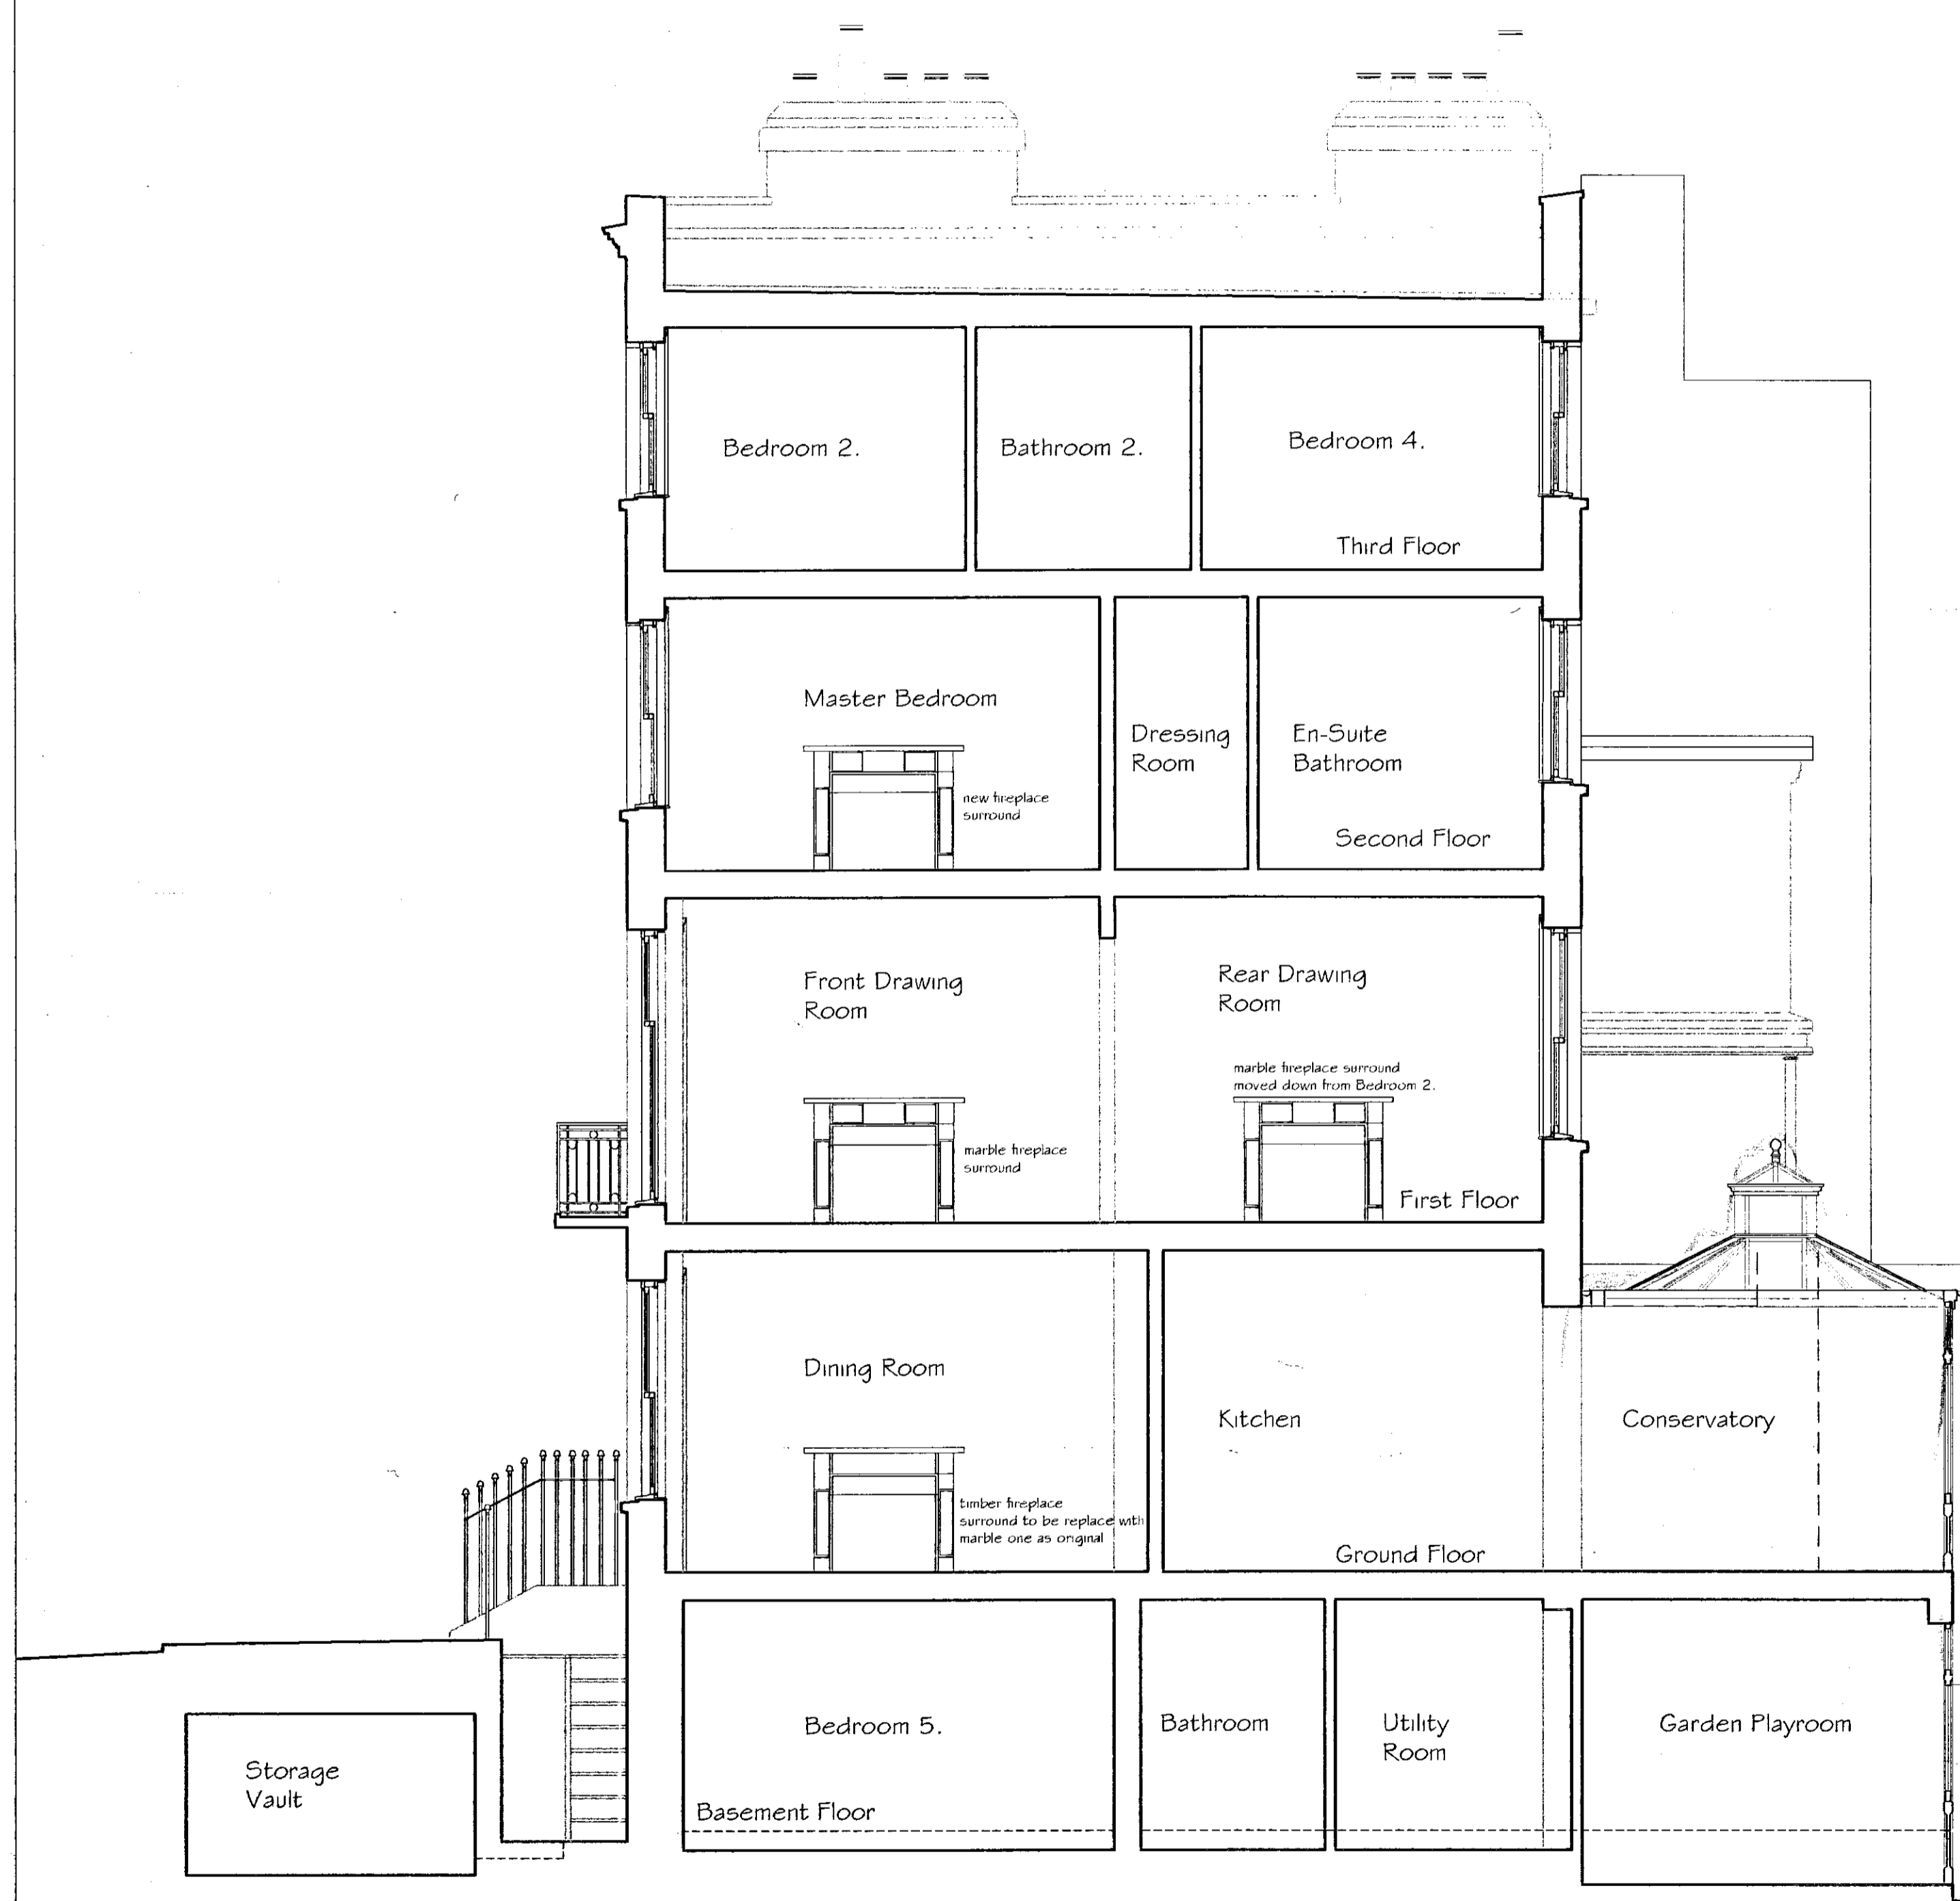 Bedroom 2.
Bathroom 2.
Bedroom 4.
Third Floor
Master Bedroom
new fireplace
surround
Dressing
Room
En-Suite
Bathroom
Second Floor
Front Drawing
Room
marble fireplace
surround
Rear Drawing
Room
marble fireplace surround
moved down from Bedroom 2.
First Floor
Dining Room
timber fireplace
surround to be replace with
marble one as original
Kitchen
Ground Floor
Conservatory
Storage
Vault
Bedroom 5.
Basement Floor
Bathroom
Utility
Room
Garden Playroom